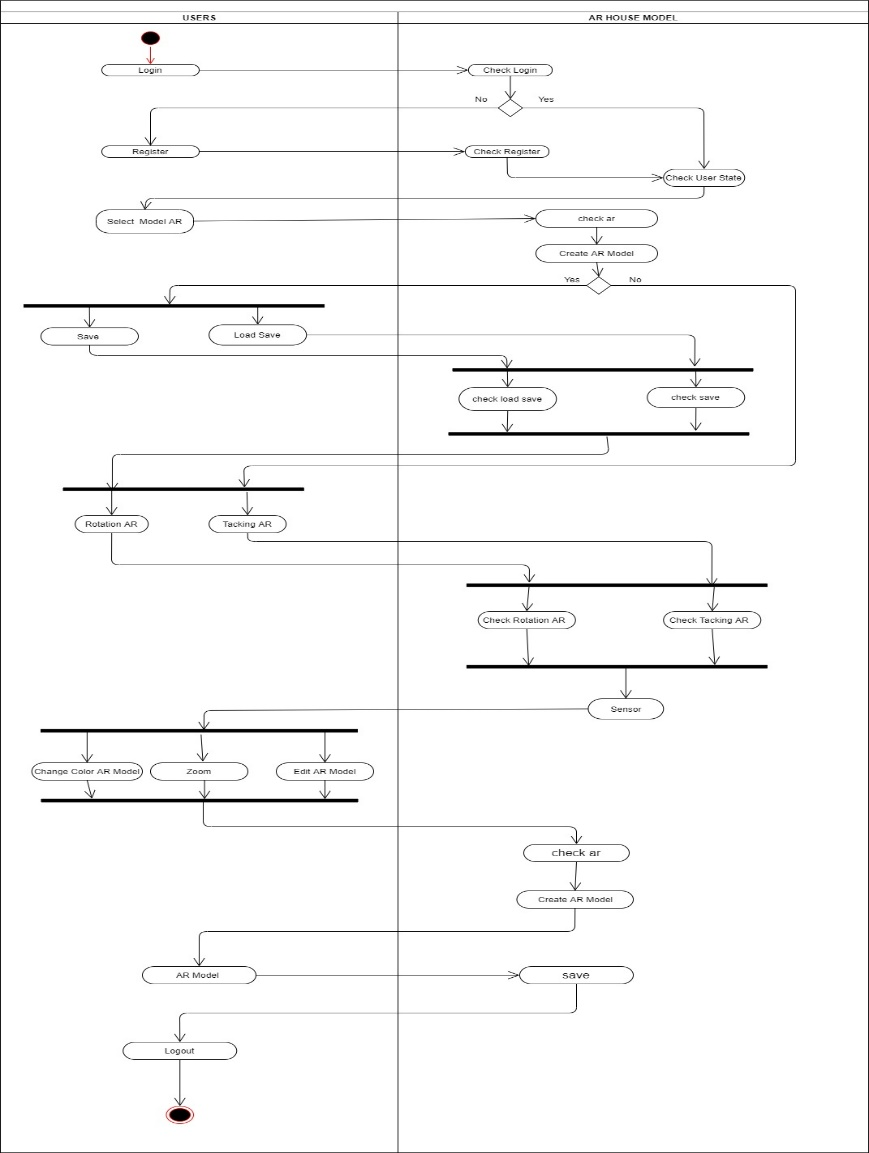 USERS
AR HOUSE MODEL
Login
Check Login
No
Yes
Register
Check Register
Check User State
Select Model AR
check ar
Create AR Model
Yes
No
Save
Load Save
check load save
check save
Rotation AR
Tacking AR
Check Rotation AR
Check Tacking AR
Sensor
Change Color AR Model
Zoom
Edit AR Model
check ar
Create AR Model
AR Model
save
Logout